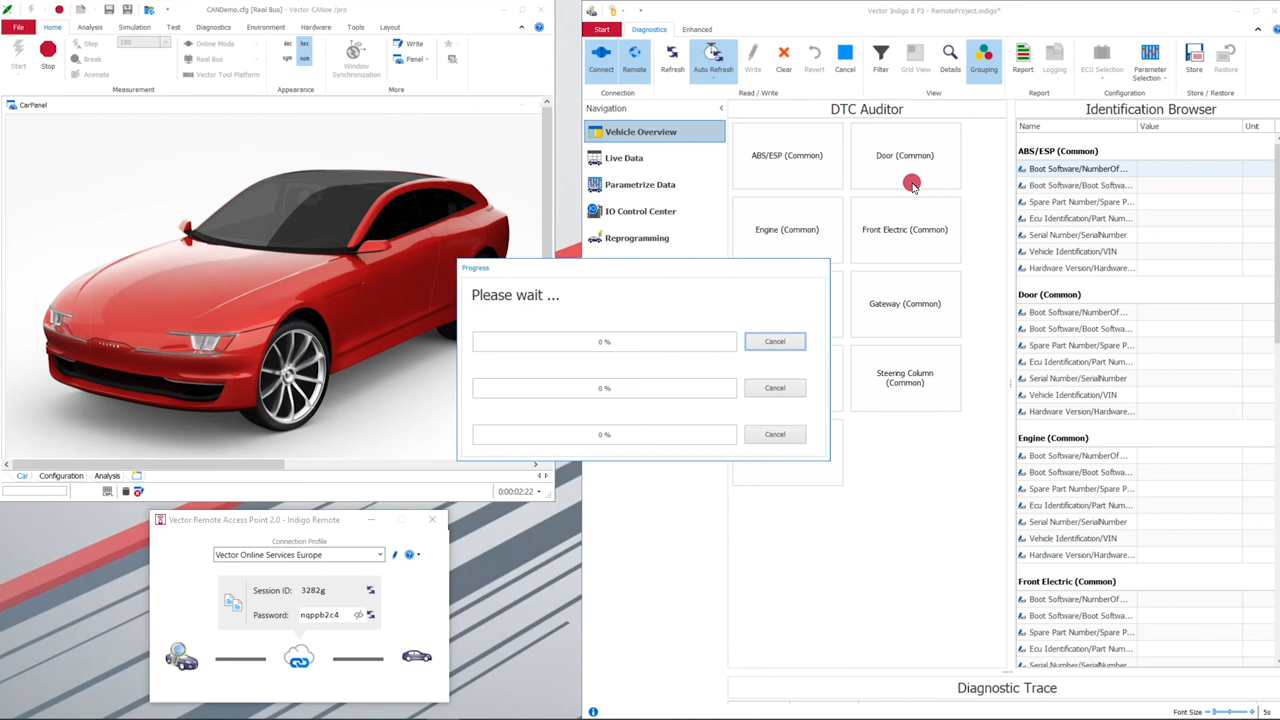 CANDemo.cfg [Real Bus] - Vector CANoe /pro
File Home Analysis Simulation Test Diagnostics Environment Hardware Tools Layout
Start Stop
Step 100
Break
Animate
Measurement
dec hex
sym num
Appearance
Online Mode
Real Bus
Vector Tool Platform
Window Synchronization
Write
Panel
More
CarPanel
VECTOR
Car Configuration Analysis
0:00:02:22
Vector Remote Access Point 2.0 - Indigo Remote
Connection Profile
Vector Online Services Europe
Session ID: 3282g
Password: nqppb2c4
Vector Indigo 8 P3 - RemoteProject.indigo*
Start Diagnostics Enhanced
Connect Remote Refresh Auto Refresh Write Clear Revert Cancel Filter Grid View Details Grouping Report Logging ECU Selection Parameter Selection Store Restore
Connection Read / Write View Report Configuration Store / Restore
Navigation
Vehicle Overview
Live Data
Parametrize Data
IO Control Center
Reprogramming
DTC Auditor
ABS/ESP (Common) Door (Common)
Engine (Common) Front Electric (Common)
Gateway (Common)
Steering Column
(Common)
Progress
Please wait ...
0 % Cancel
0 % Cancel
0 % Cancel
Identification Browser
Name Value Unit
ABS/ESP (Common)
Boot Software/NumberOf...
Boot Software/Boot Softwa...
Spare Part Number/Spare P...
Ecu Identification/Part Num...
Serial Number/SerialNumber
Vehicle Identification/VIN
Hardware Version/Hardware...
Door (Common)
Boot Software/NumberOf...
Boot Software/Boot Softwa...
Spare Part Number/Spare P...
Ecu Identification/Part Num...
Serial Number/SerialNumber
Vehicle Identification/VIN
Hardware Version/Hardware...
Engine (Common)
Boot Software/NumberOf...
Boot Software/Boot Softwa...
Spare Part Number/Spare P...
Ecu Identification/Part Num...
Serial Number/SerialNumber
Vehicle Identification/VIN
Hardware Version/Hardware...
Front Electric (Common)
Boot Software/NumberOf...
Boot Software/Boot Softwa...
Spare Part Number/Spare P...
Ecu Identification/Part Num...
Serial Number/SerialNumber
Diagnostic Trace
Font Size 5s